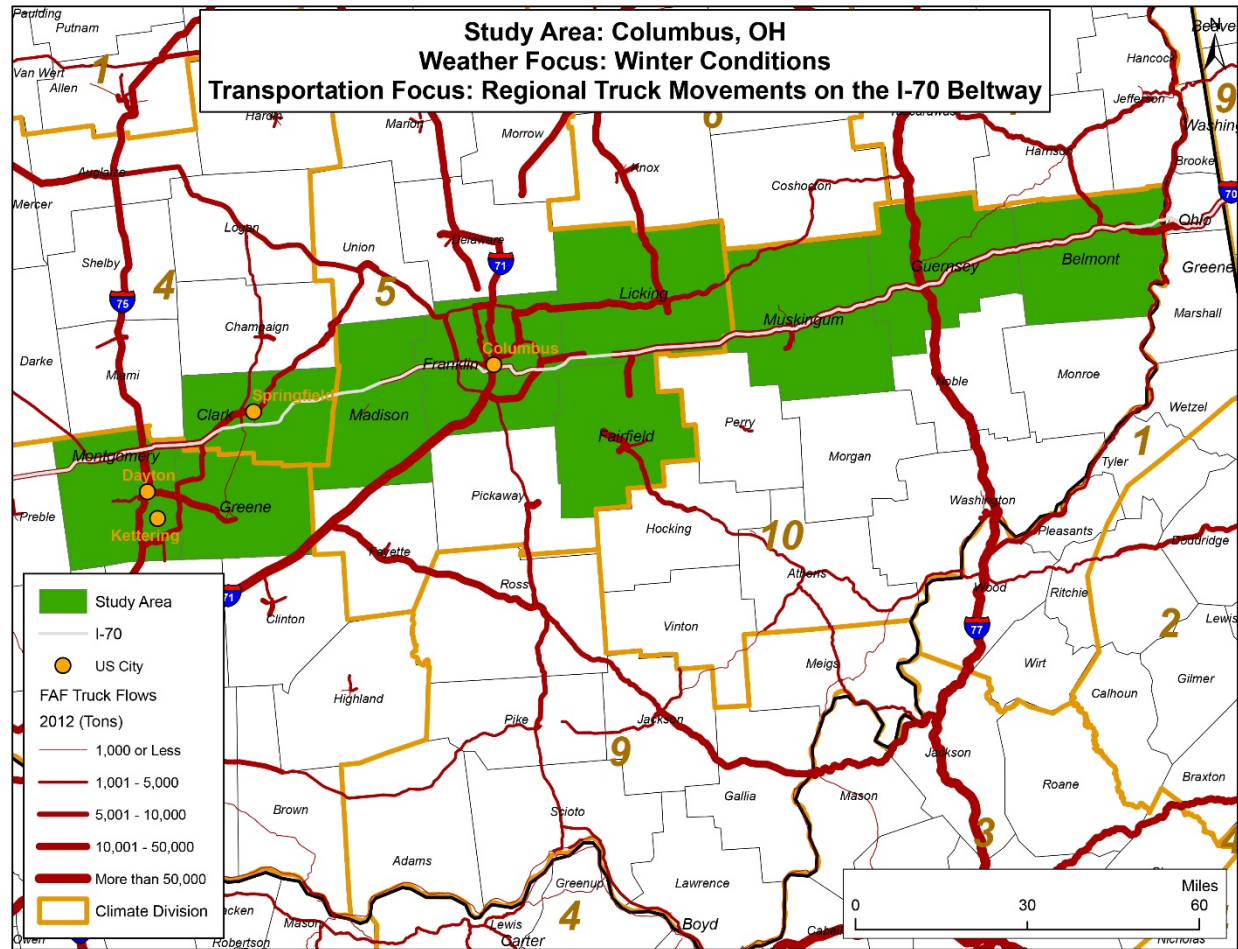 Study Area: Columbus, OH
Weather Focus: Winter Conditions
Transportation Focus: Regional Truck Movements on the I-70 Beltway
Paulding
Putnam
Van Wert
1
Allen
Hardin
Marion
Morrow
6
N
Hancock
Jefferson
9
Brooke
Auglaize
Mercer
Knox
Coshocton
Harrison
70
Ohio
Logan
Union
Delaware
71
Shelby
75
4
5
Licking
Guernsey
Belmont
Greene
Marshall
Champaign
Muskingum
Darke
Miami
Franklin
Columbus
Noble
Monroe
Wetzel
Springfield
Clark
Madison
Fairfield
Perry
Morgan
1
Tyler
Montgomery
Dayton
Greene
Preble
Kettering
Pickaway
Hocking
10
Washington
Pleasants
Doddridge
Fayette
Ross
Athens
Wood
Ritchie
71
Clinton
Vinton
Meigs
77
Wirt
2
Lewis
Gilmer
Calhoun
Highland
Pike
Jackson
9
Jackson
Roane
Braxton
Brown
Scioto
Gallia
Mason
3
Adams
Greenup
Lawrence
4
Lewis
Carter
Boyd
Mason
Robertson
Nicholas
Study Area
I-70
US City
FAF Truck Flows
2012 (Tons)
1,000 or Less
1,001 - 5,000
5,001 - 10,000
10,001 - 50,000
More than 50,000
Climate Division
Miles
0 30 60